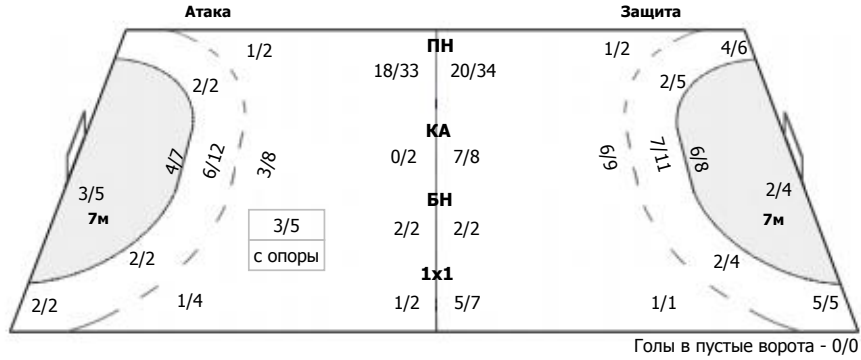 Атака Защита
1/2 ПН 1/2 4/6
2/2 18/33 20/34 2/5
КА
4/7 6/12 3/8 0/2 7/8 6/9 7/11 6/8
3/5 БН 2/4
7м 3/5 2/2 2/2 7м
2/2 с опоры 2/4
1x1
2/2 1/4 1/2 5/7 1/1 5/5
Голы в пустые ворота - 0/0